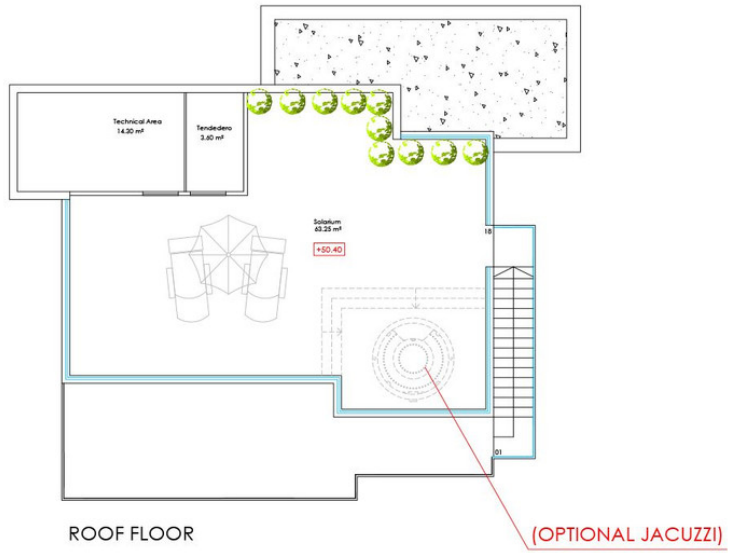 Technical Area
14.30 m²
Tendedero
3.60 m²
Solarium
63.25 m²
+50.40
18
01
ROOF FLOOR
(OPTIONAL JACUZZI)